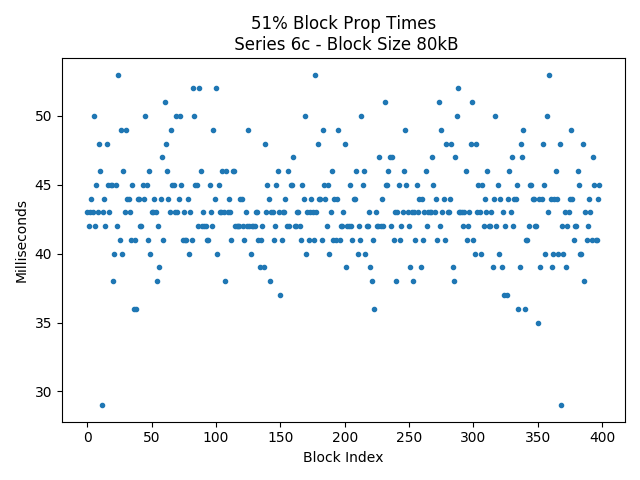 51% Block Prop Times
Series 6c - Block Size 80kB
Milliseconds
50
45
40
35
30
0 50 100 150 200 250 300 350 400
Block Index